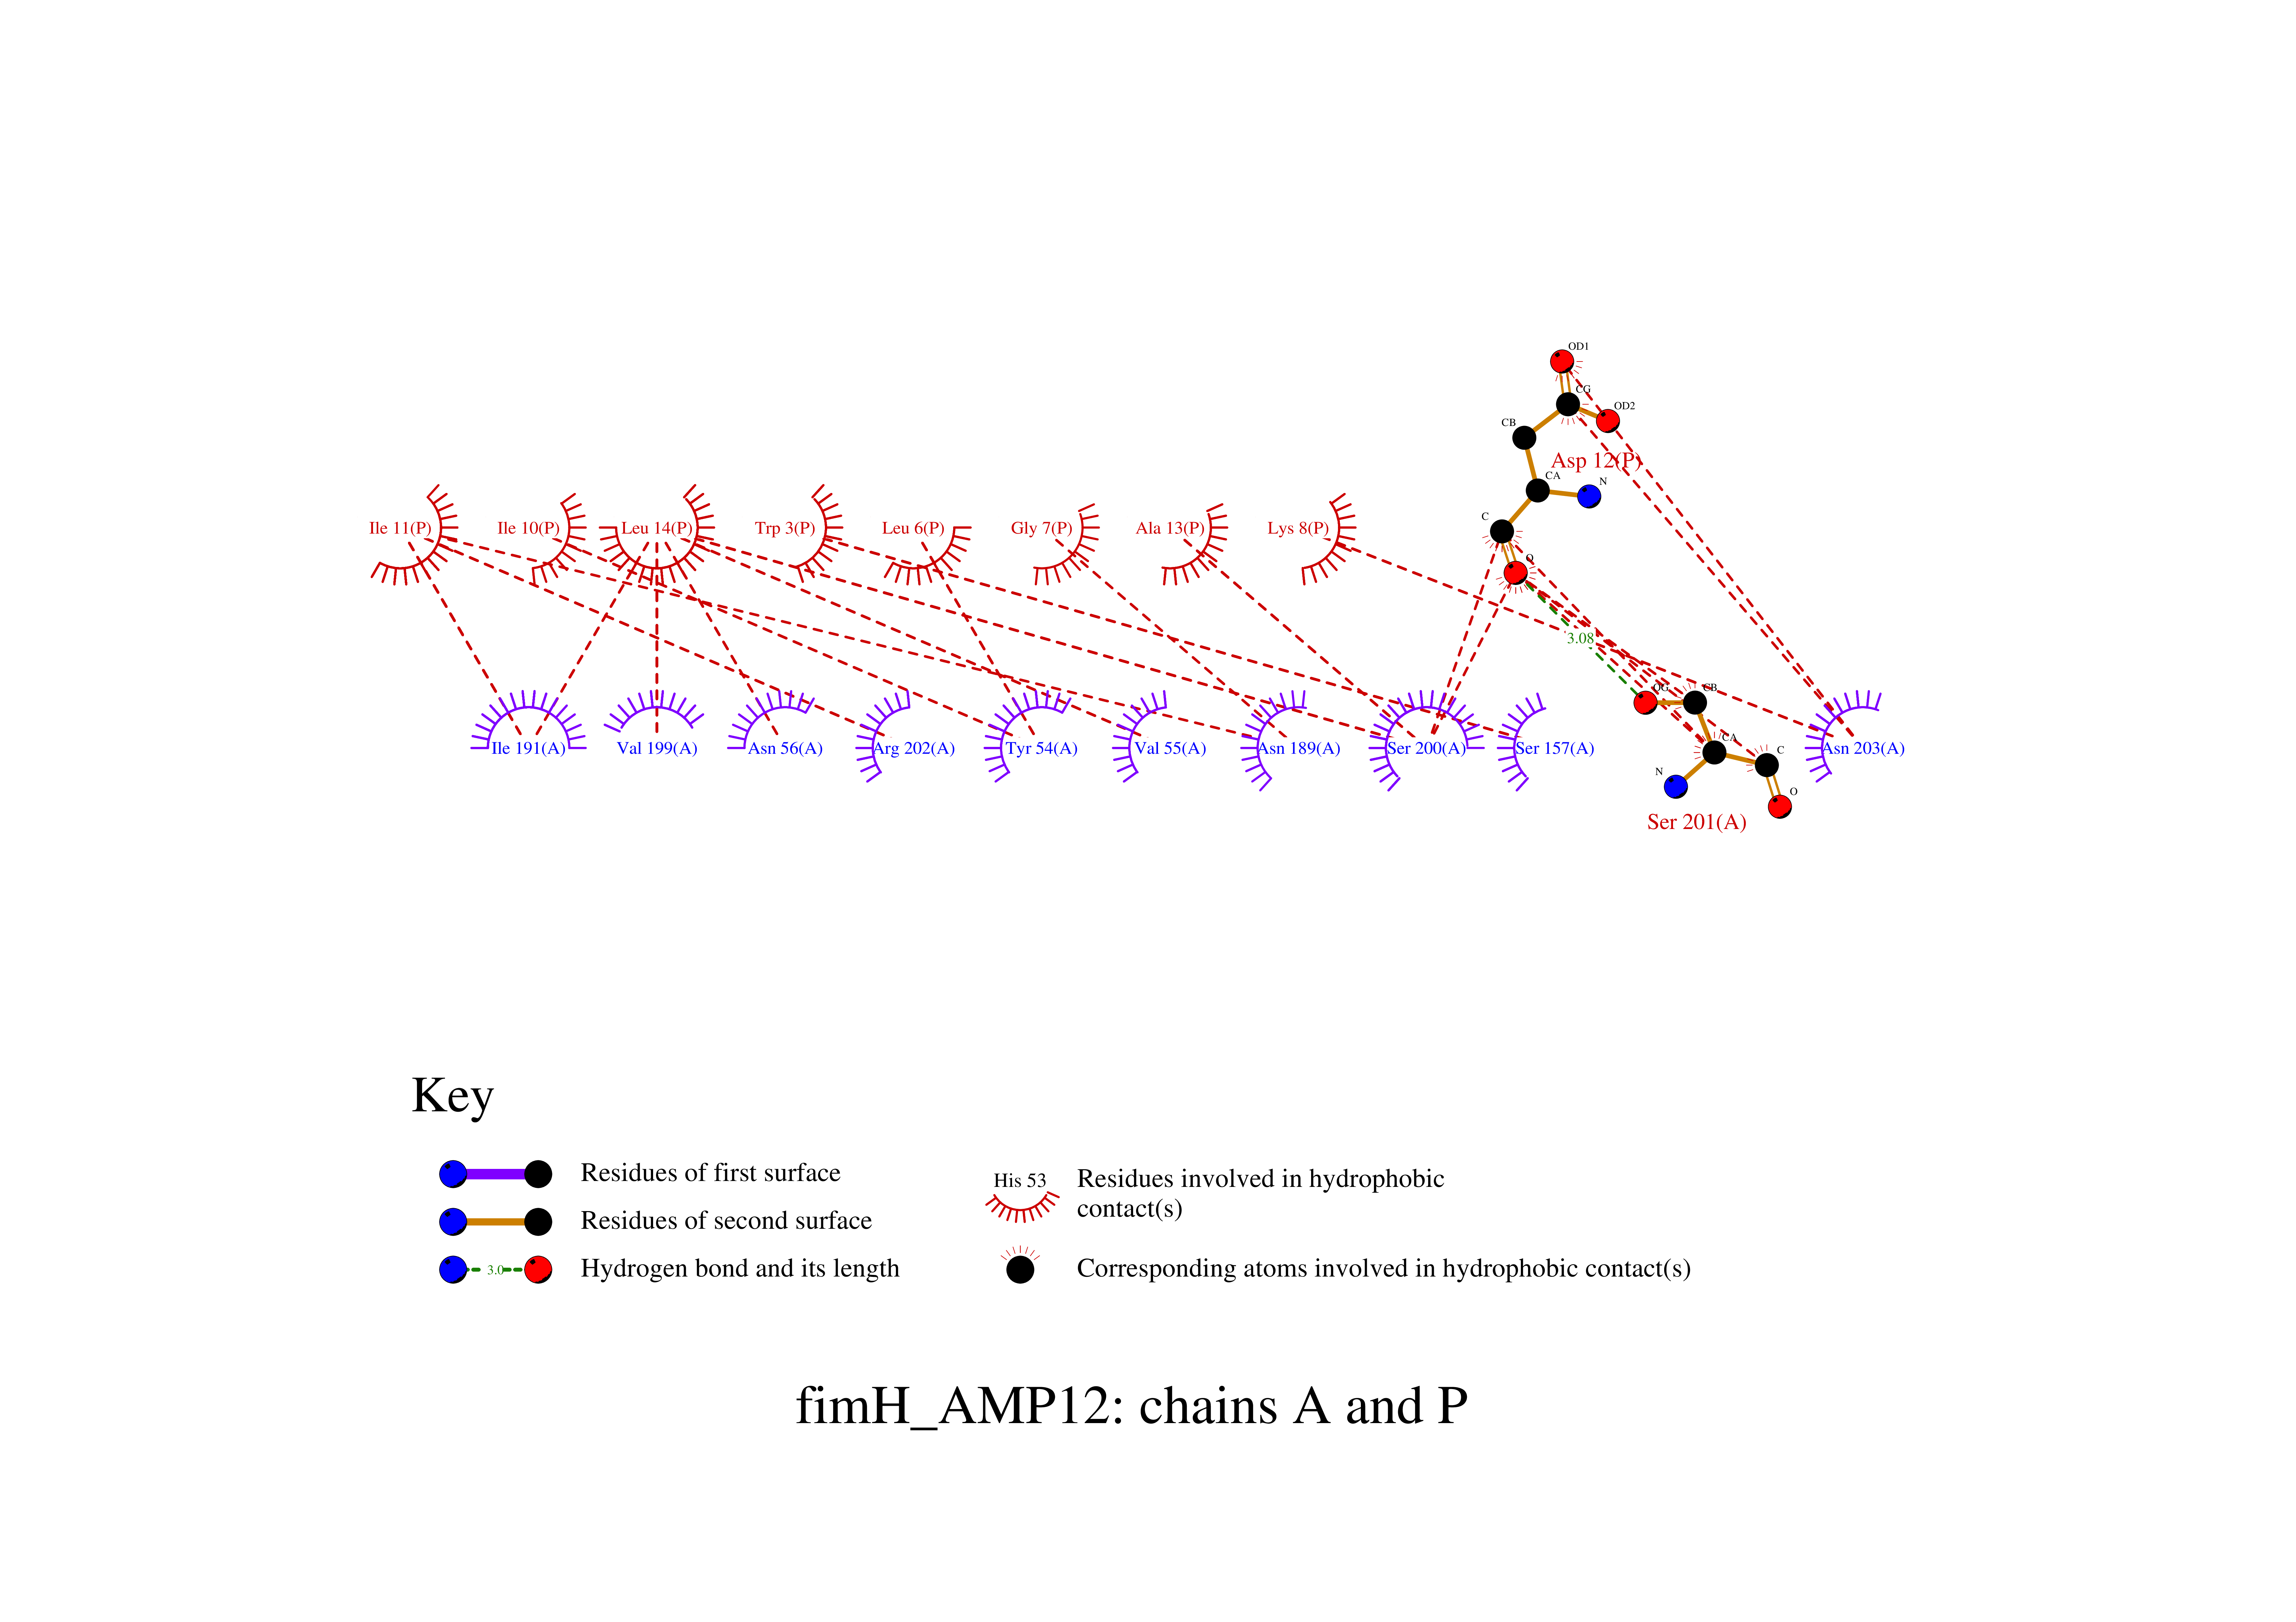 OD1
CG
OD2
CB
Asp 12(P)
CA
N
C
O
Ile 11(P)
Ile 10(P)
Leu 14(P)
Trp 3(P)
Leu 6(P)
Gly 7(P)
Ala 13(P)
Lys 8(P)
3.08
OG
CB
CA
C
N
O
Ser 201(A)
Ile 191(A)
Val 199(A)
Asn 56(A)
Arg 202(A)
Tyr 54(A)
Val 55(A)
Asn 189(A)
Ser 200(A)
Ser 157(A)
Asn 203(A)
Key
Residues of first surface
Residues of second surface
3.0
Hydrogen bond and its length
His 53
Residues involved in hydrophobic
contact(s)
Corresponding atoms involved in hydrophobic contact(s)
fimH_AMP12: chains A and P